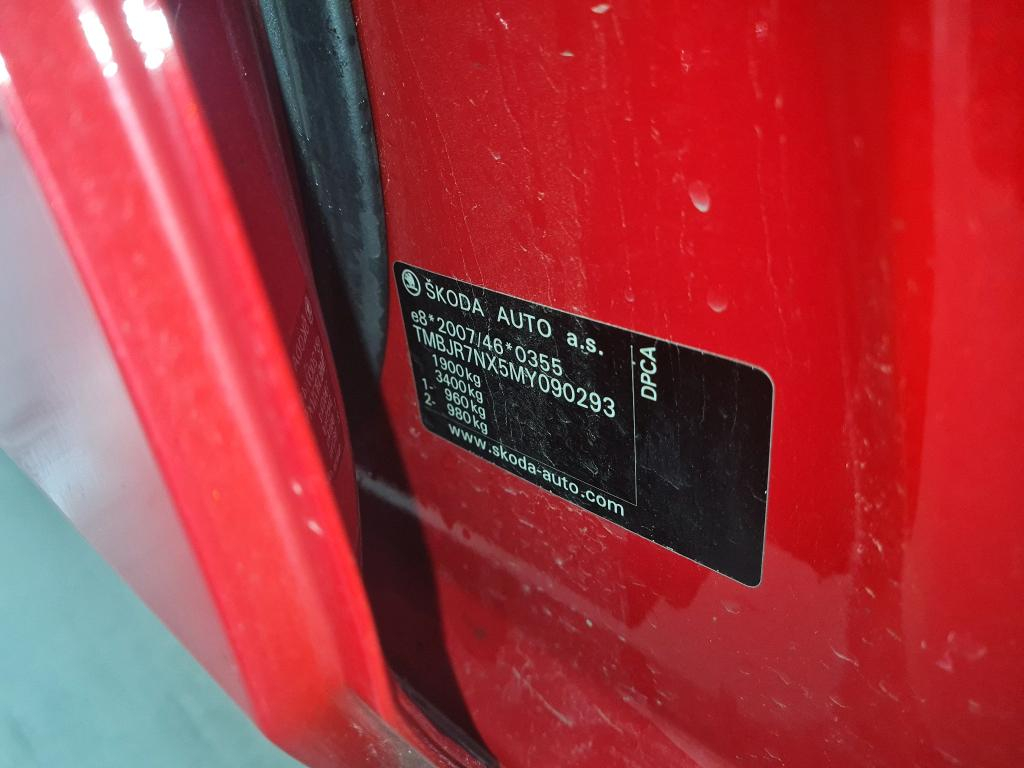 ŠKODA AUTO a.s.
e8*2007/46*0355
TMBJR7NX5MY090293
1900kg
3400kg
1- 960kg
2- 980kg
www.skoda-auto.com
DPCA